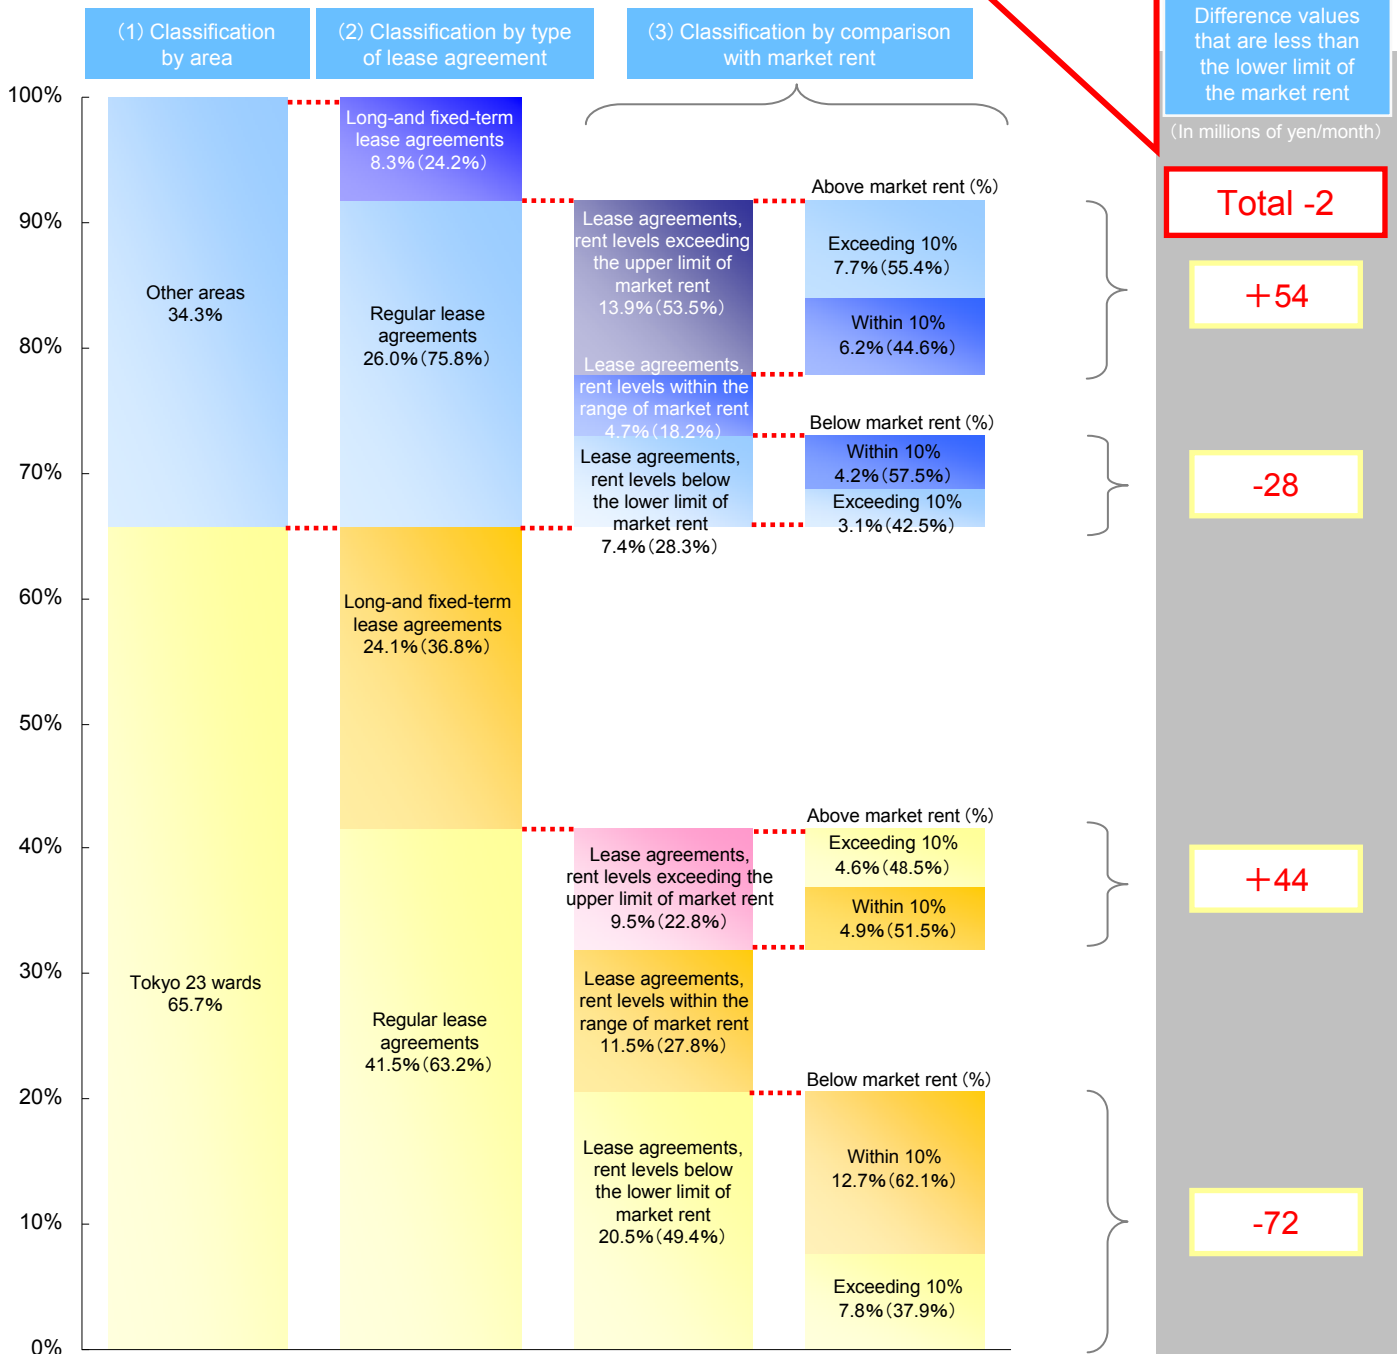 (1) Classification
by area
(2) Classification by type
of lease agreement
(3) Classification by comparison
with market rent
Difference values
that are less than
the lower limit of
the market rent
(In millions of yen/month)
Total -2
100%
90%
80%
70%
60%
50%
40%
30%
20%
10%
0%
Other areas
34.3%
Tokyo 23 wards
65.7%
Long-and fixed-term
lease agreements
8.3%(24.2%)
Regular lease
agreements
26.0%(75.8%)
Long-and fixed-term
lease agreements
24.1%(36.8%)
Regular lease
agreements
41.5%(63.2%)
Lease agreements,
rent levels exceeding
the upper limit of
market rent
13.9%(53.5%)
Lease agreements,
rent levels within the
range of market rent
4.7%(18.2%)
Lease agreements,
rent levels below
the lower limit of
market rent
7.4%(28.3%)
Lease agreements,
rent levels exceeding the
upper limit of market rent
9.5%(22.8%)
Lease agreements,
rent levels within the
range of market rent
11.5%(27.8%)
Lease agreements,
rent levels below
the lower limit of
market rent
20.5%(49.4%)
Above market rent (%)
Exceeding 10%
7.7%(55.4%)
Within 10%
6.2%(44.6%)
Below market rent (%)
Within 10%
4.2%(57.5%)
Exceeding 10%
3.1%(42.5%)
Above market rent (%)
Exceeding 10%
4.6%(48.5%)
Within 10%
4.9%(51.5%)
Below market rent (%)
Within 10%
12.7%(62.1%)
Exceeding 10%
7.8%(37.9%)
+54
-28
+44
-72